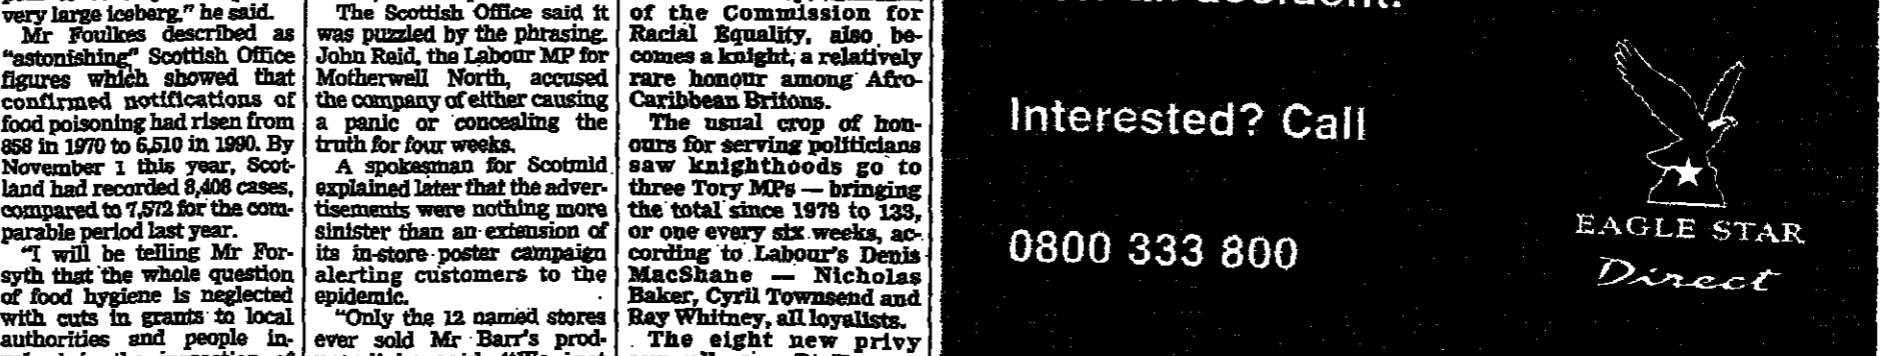 very large iceberg," he said.
Mr Foulkes described as
"astonishing" Scottish Office
figures which showed that
confirmed notifications of
food poisoning had risen from
858 in 1970 to 6,510 in 1990. By
November 1 this year, Scot-
land had recorded 8,408 cases,
compared to 7,572 for the com-
parable period last year.
"I will be telling Mr For-
syth that the whole question
of food hygiene is neglected
with cuts in grants to local
authorities and people in-
The Scottish Office said it
was puzzled by the phrasing.
John Reid, the Labour MP for
Motherwell North, accused
the company of either causing
a panic or concealing the
truth for four weeks.
A spokesman for Scotmid
explained later that the adver-
tisements were nothing more
sinister than an extension of
its in-store poster campaign
alerting customers to the
epidemic.
"Only the 12 named stores
ever sold Mr Barr's prod-
of the Commission for
Racial Equality, also be-
comes a knight, a relatively
rare honour among Afro-
Caribbean Britons.
The usual crop of hon-
ours for serving politicians
saw knighthoods go to
three Tory MPs — bringing
the total since 1979 to 133,
or one every six weeks, ac-
cording to Labour's Denis
MacShane — Nicholas
Baker, Cyril Townsend and
Ray Whitney, all loyalists.
The eight new privy
Interested? Call
0800 333 800
EAGLE STAR
Direct